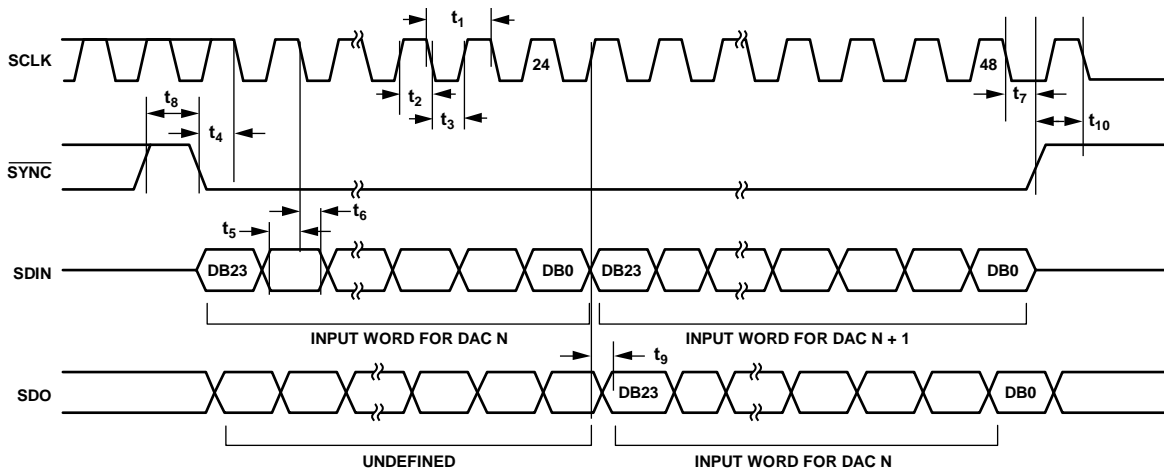 t1
SCLK
24
48
t2
t3
t7
t8
t4
t10
SYNC
t5
t6
SDIN
DB23
DB0
DB23
DB0
INPUT WORD FOR DAC N
INPUT WORD FOR DAC N + 1
t9
SDO
DB23
DB0
UNDEFINED
INPUT WORD FOR DAC N